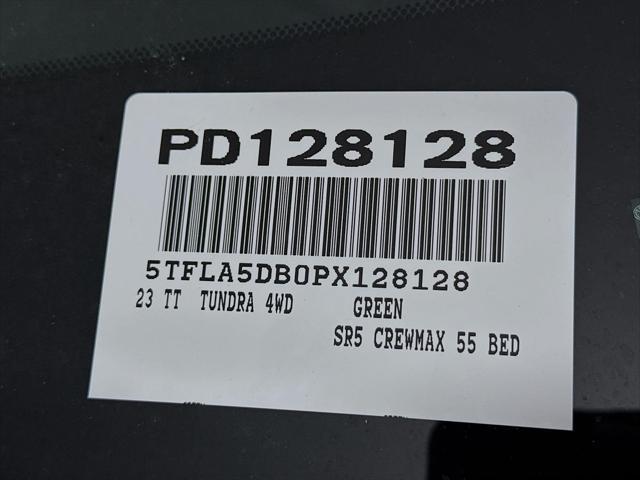 PD128128
5TFLA5DB0PX128128
23 TT TUNDRA 4WD GREEN
SR5 CREWMAX 55 BED